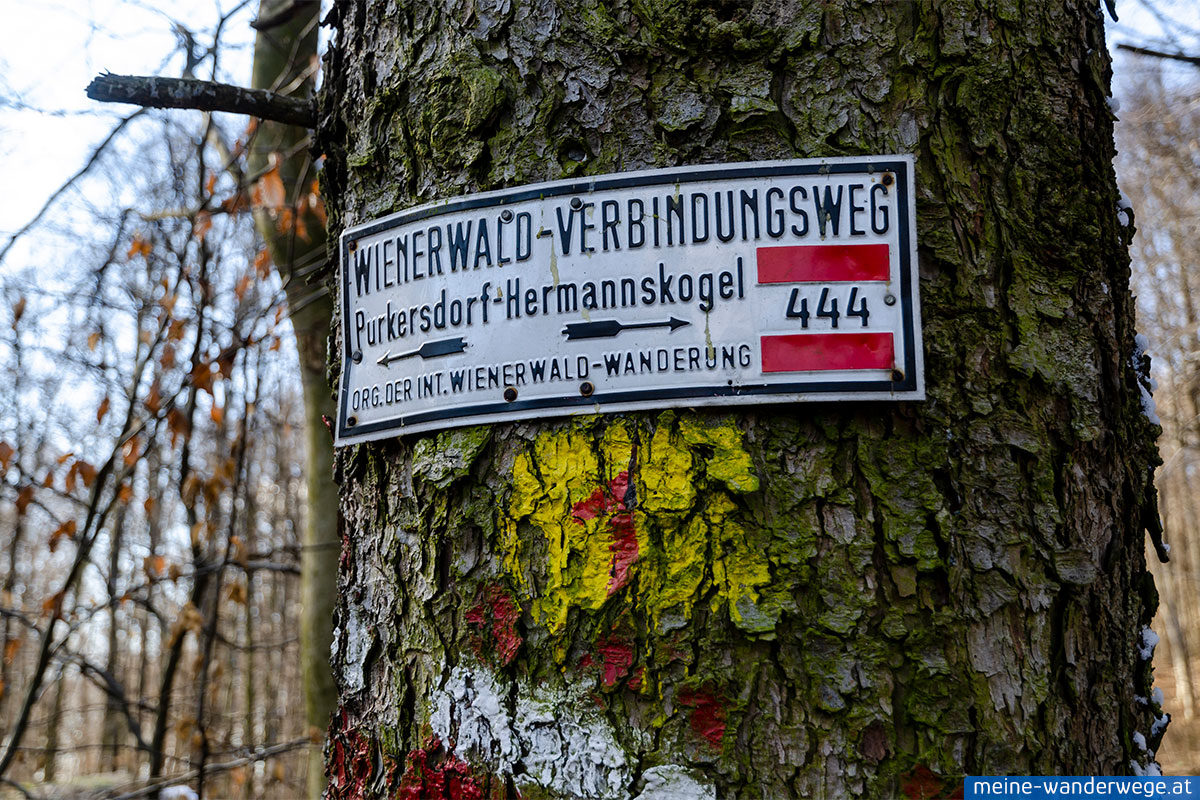 WIENERWALD-VERBINDUNGSWEG
Purkersdorf-Hermannskogel
444
ORG. DER INT. WIENERWALD-WANDERUNG
meine-wanderwege.at